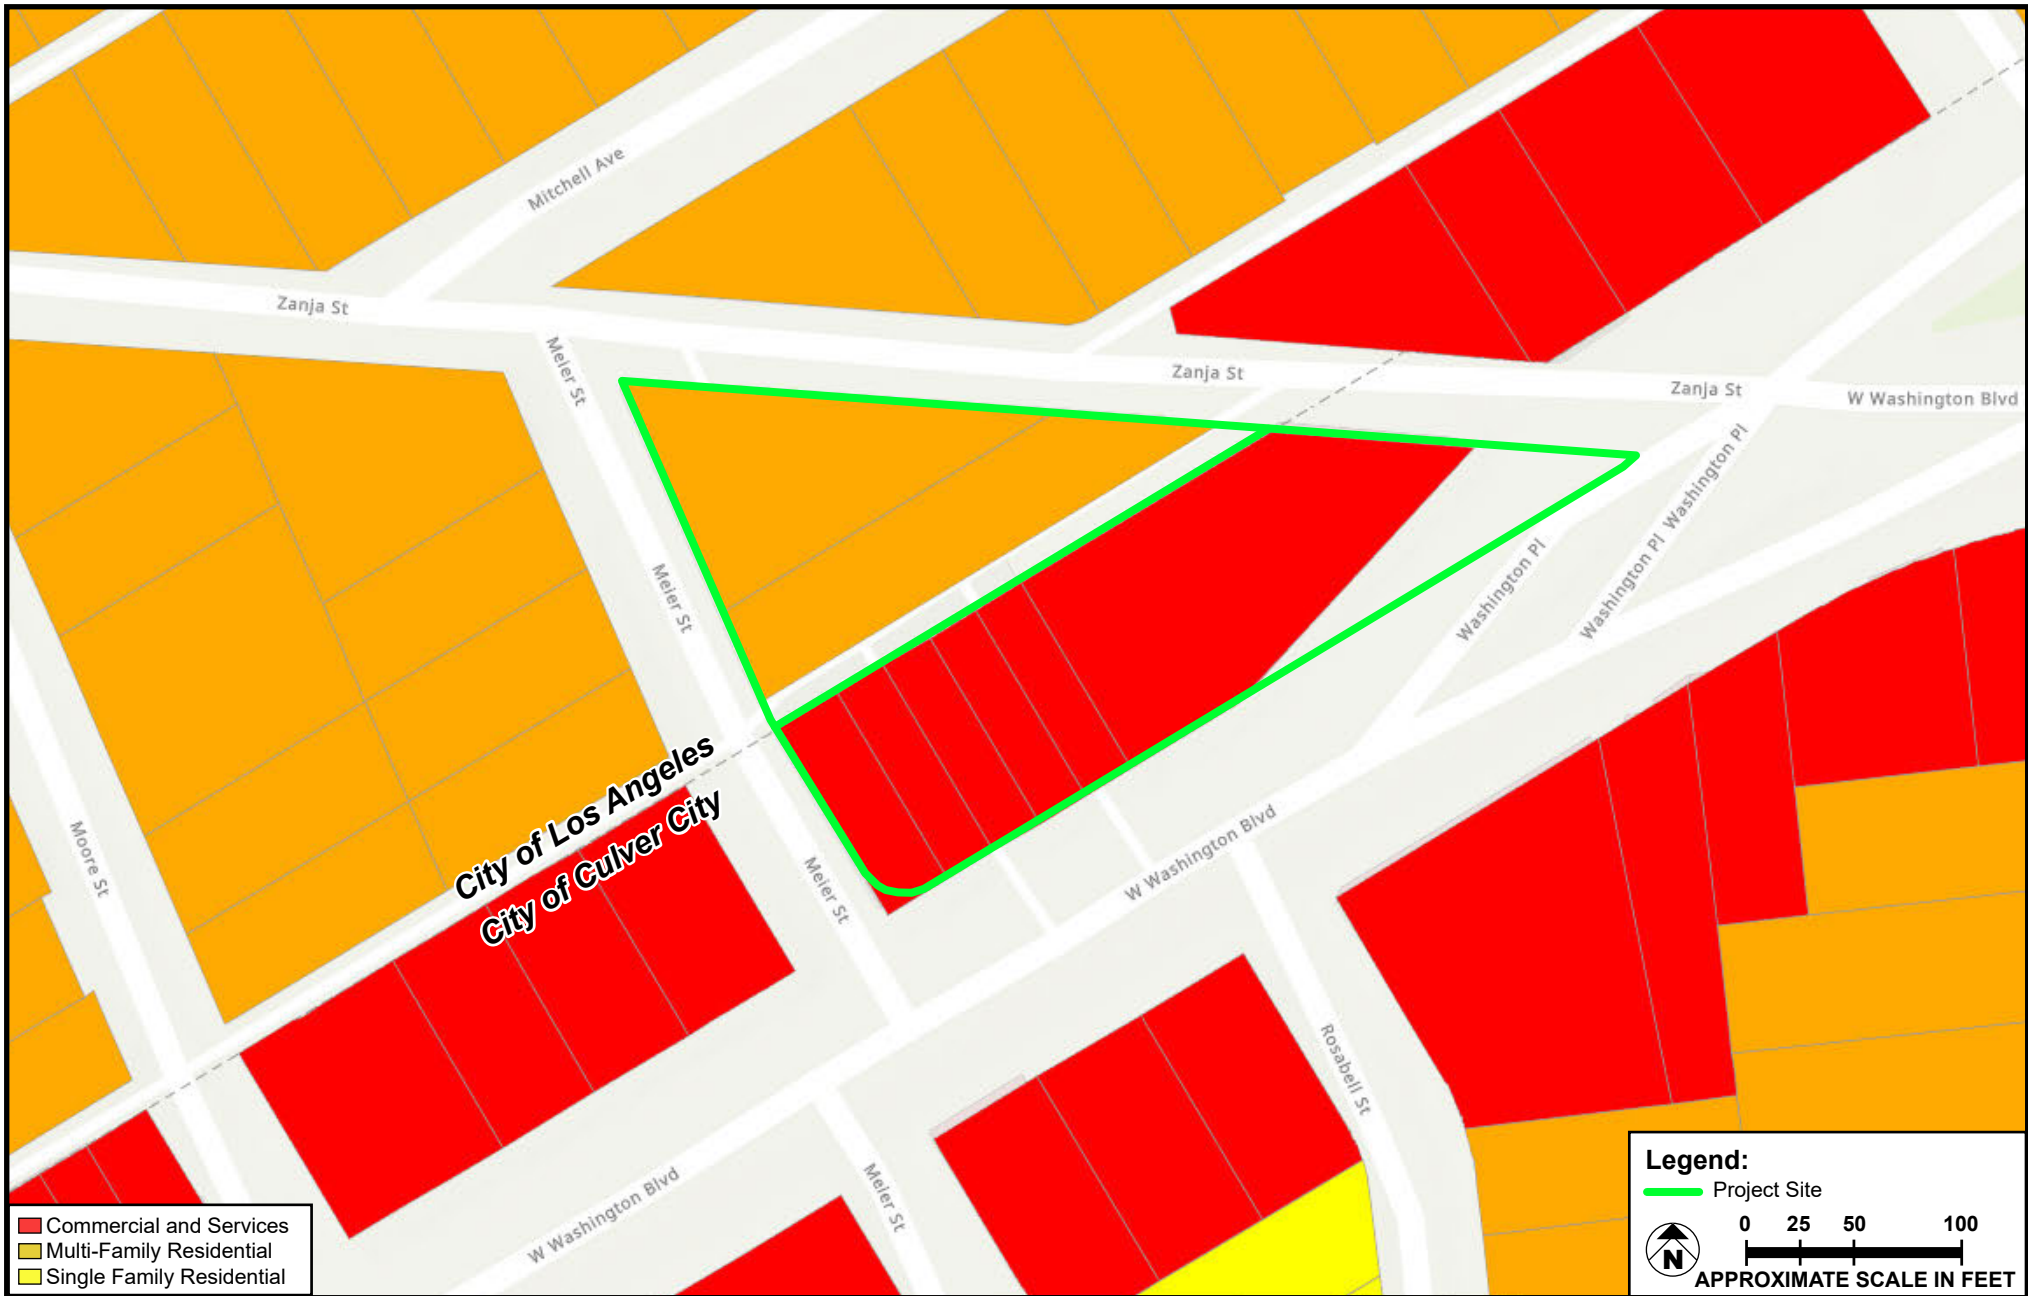 Mitchell Ave
Zanja St
Meier St
Zanja St
Zanja St
W Washington Blvd
Washington Pl
Washington Pl
Washington Pl
Meier St
City of Los Angeles
City of Culver City
Moore St
Meier St
W Washington Blvd
Rosabell St
W Washington Blvd
Meier St
Commercial and Services
Multi-Family Residential
Single Family Residential
Legend:
Project Site
N
0 25 50 100
APPROXIMATE SCALE IN FEET